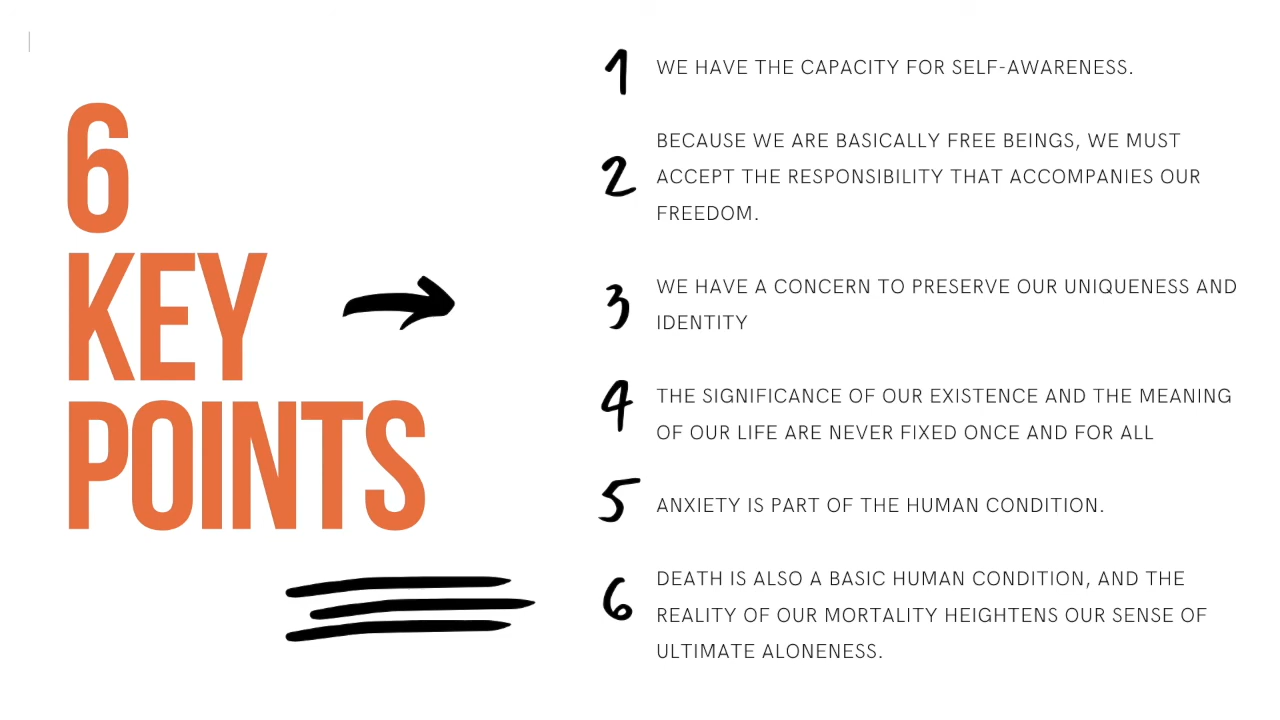 6
KEY
POINTS
1 WE HAVE THE CAPACITY FOR SELF-AWARENESS.
2 BECAUSE WE ARE BASICALLY FREE BEINGS, WE MUST
ACCEPT THE RESPONSIBILITY THAT ACCOMPANIES OUR
FREEDOM.
3 WE HAVE A CONCERN TO PRESERVE OUR UNIQUENESS AND
IDENTITY
4 THE SIGNIFICANCE OF OUR EXISTENCE AND THE MEANING
OF OUR LIFE ARE NEVER FIXED ONCE AND FOR ALL
5 ANXIETY IS PART OF THE HUMAN CONDITION.
6 DEATH IS ALSO A BASIC HUMAN CONDITION, AND THE
REALITY OF OUR MORTALITY HEIGHTENS OUR SENSE OF
ULTIMATE ALONENESS.